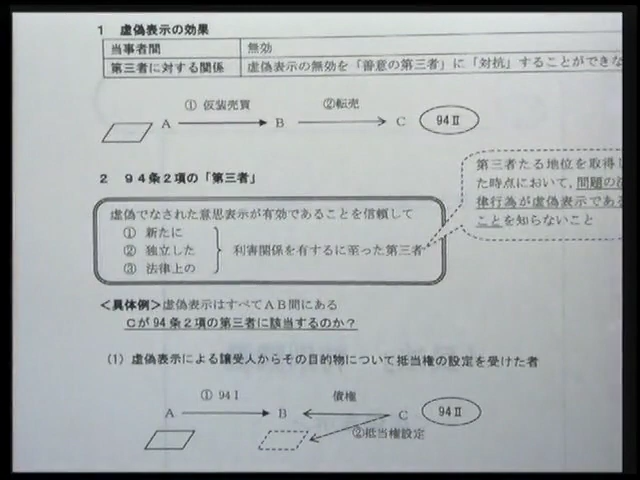 1 虚偽表示の効果
当事者間 無効
第三者に対する関係 虚偽表示の無効を「善意の第三者」に「対抗」することができな
① 仮装売買 ②転売
A B C 94Ⅱ
2 94条2項の「第三者」
第三者たる地位を取得し
た時点において、問題の法
律行為が虚偽表示である
ことを知らないこと
虚偽でなされた意思表示が有効であることを信頼して
① 新たに
② 独立した 利害関係を有するに至った第三者
③ 法律上の
<具体例>虚偽表示はすべてAB間にある
Cが94条2項の第三者に該当するのか?
(1) 虚偽表示による譲受人からその目的物について抵当権の設定を受けた者
① 94Ⅰ 債権
A B C 94Ⅱ
②抵当権設定